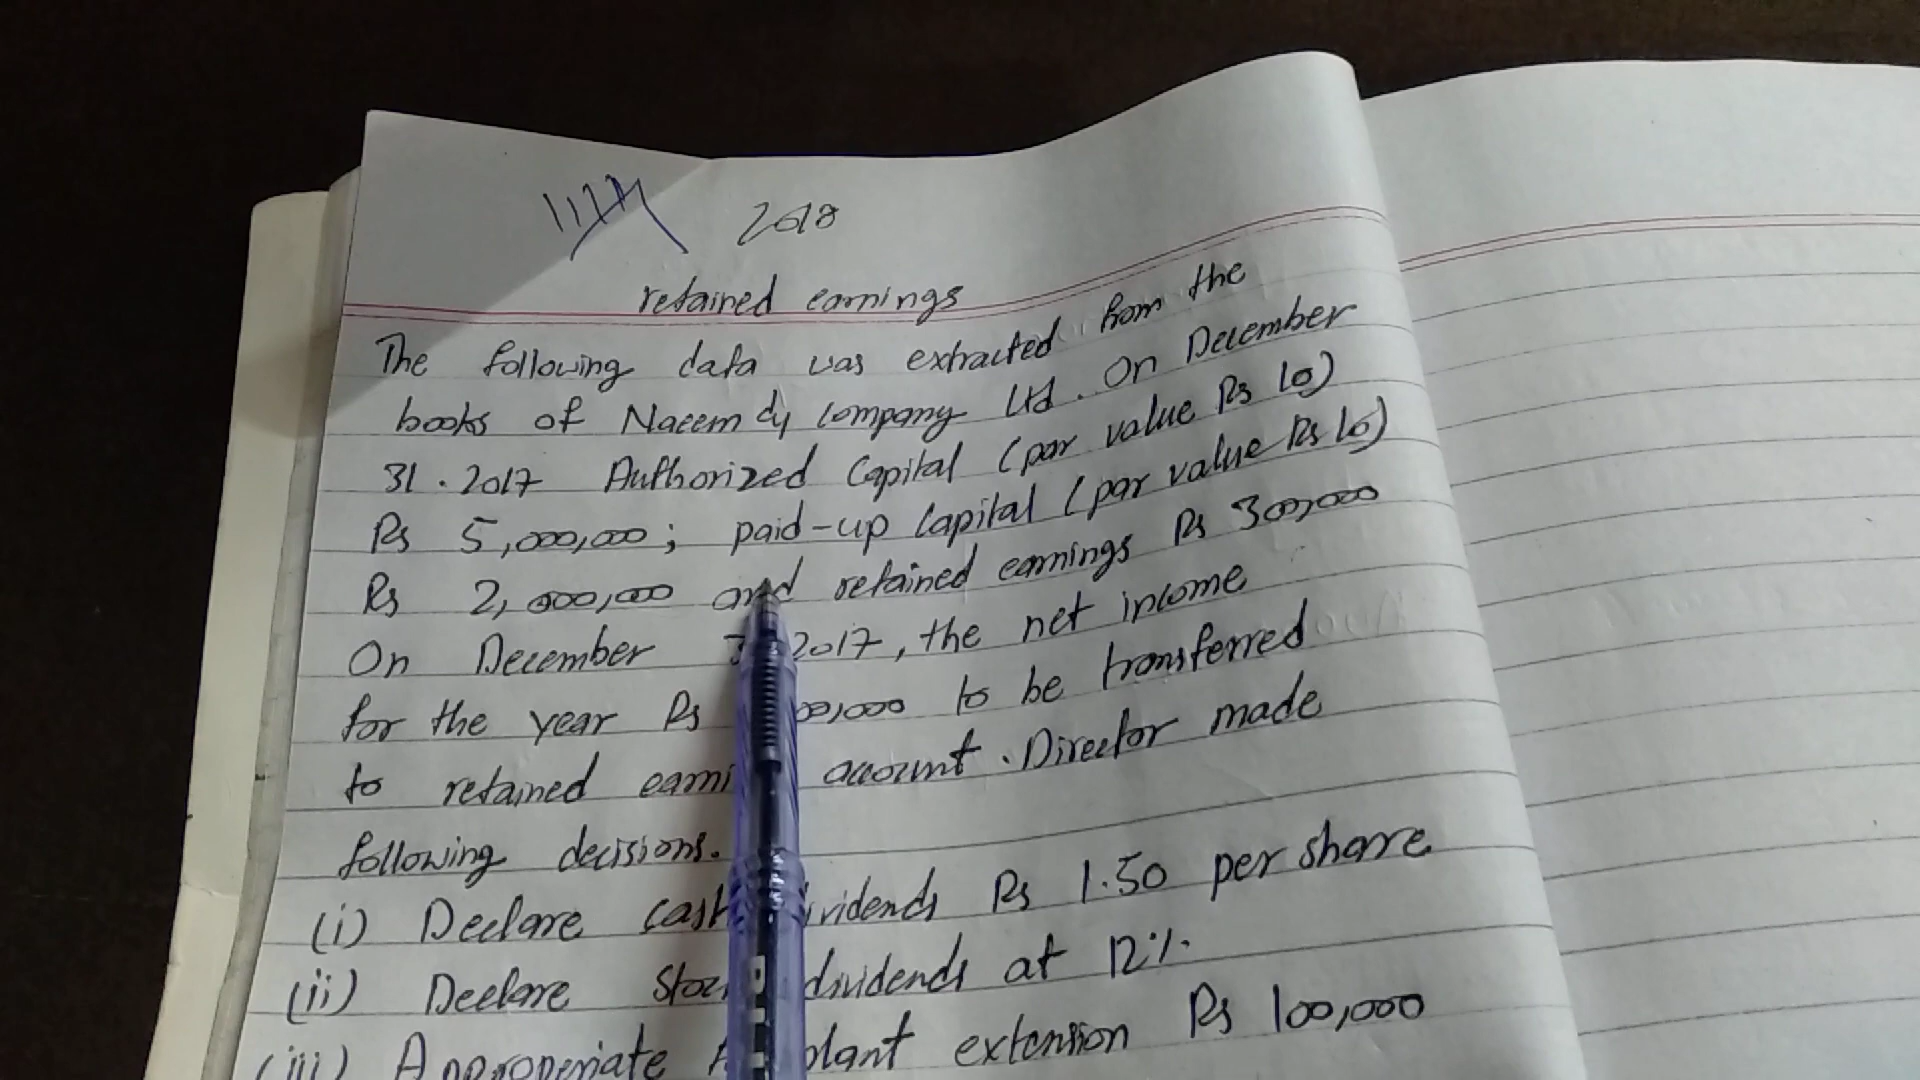 2018
retained earnings
The following data was extracted from the
books of Naeem dy Company Ltd. On December
31.2017 Authorized Capital (par value Rs 10)
Rs 5,000,000; paid-up Capital (par value Rs 10)
Rs 2,000,000 and retained earnings Rs 300,000
On December 2017, the net income
for the year Rs to be transferred
to retained account. Director made
following decisions.
(i) Declare cash dividends Rs 1.50 per share
(ii) Declare Stock dividends at 12%.
(iii) Appropriate plant extension Rs 100,000